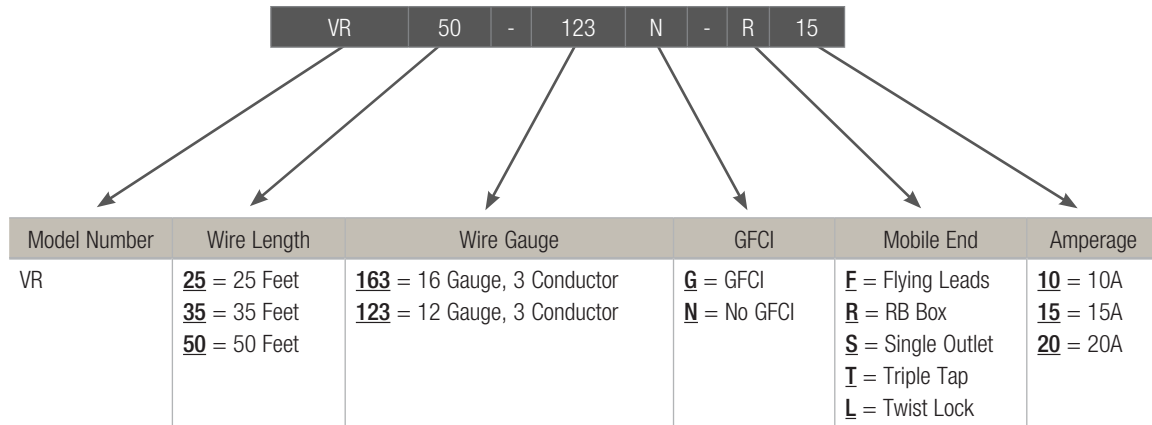 VR 50 - 123 N - R 15
Model Number Wire Length Wire Gauge GFCI Mobile End Amperage
VR 25 = 25 Feet 163 = 16 Gauge, 3 Conductor G = GFCI F = Flying Leads 10 = 10A
35 = 35 Feet 123 = 12 Gauge, 3 Conductor N = No GFCI R = RB Box 15 = 15A
50 = 50 Feet S = Single Outlet 20 = 20A
T = Triple Tap
L = Twist Lock